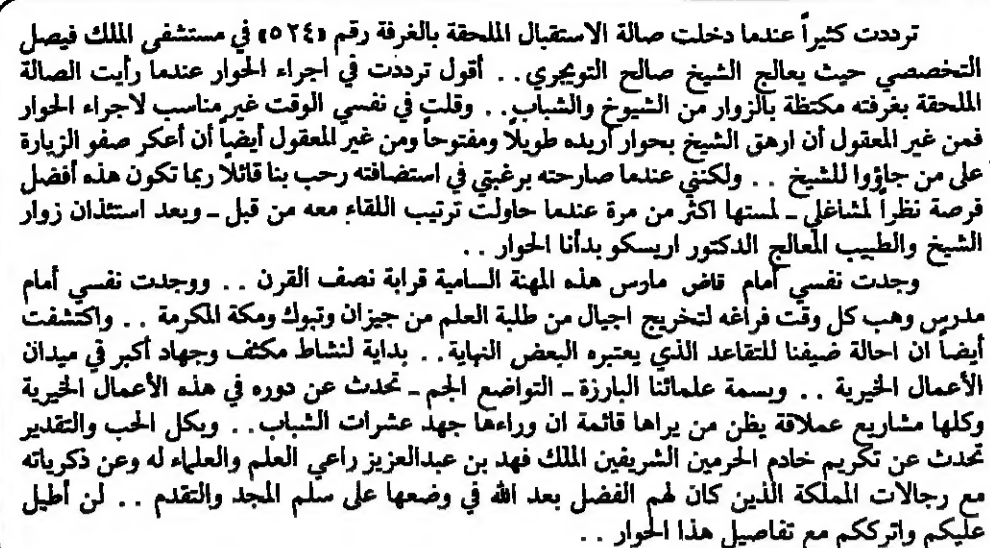 ترددت كثيراً عندما دخلت صالة الاستقبال الملحقة بالغرفة رقم «٥٢٤» في مستشفى الملك فيصل
التخصصي حيث يعالج الشيخ صالح التويجري . . أقول ترددت في اجراء الحوار عندما رأيت الصالة
الملحقة بغرفته مكتظة بالزوار من الشيوخ والشباب . . وقلت في نفسي الوقت غير مناسب لاجراء الحوار
فمن غير المعقول أن ارهق الشيخ بحوار أريده طويلاً ومفتوحاً ومن غير المعقول أيضاً أن أعكر صفو الزيارة
على من جاؤوا للشيخ . . ولكنني عندما صارحته برغبتي في استضافته رحب بنا قائلاً ربما تكون هذه أفضل
فرصة نظراً لمشاغلي ـ لمستها اكثر من مرة عندما حاولت ترتيب اللقاء معه من قبل ـ وبعد استئذان زوار
الشيخ والطبيب المعالج الدكتور اريسكو بدأنا الحوار . .
وجدت نفسي أمام قاض مارس هذه المهنة السامية قرابة نصف القرن . . ووجدت نفسي أمام
مدرس وهب كل وقت فراغه لتخريج اجيال من طلبة العلم من جيزان وتبوك ومكة المكرمة . . واكتشفت
أيضاً ان احالة ضيفنا للتقاعد الذي يعتبره البعض النهاية . . بداية لنشاط مكثف وجهاد أكبر في ميدان
الأعمال الخيرية . . وبسمة علمائنا البارزة ـ التواضع الجم ـ تحدث عن دوره في هذه الأعمال الخيرية
وكلها مشاريع عملاقة يظن من يراها قائمة ان وراءها جهد عشرات الشباب . . وبكل الحب والتقدير
تحدث عن تكريم خادم الحرمين الشريفين الملك فهد بن عبدالعزيز راعي العلم والعلماء له وعن ذكرياته
مع رجالات المملكة الذين كان لهم الفضل بعد الله في وضعها على سلم المجد والتقدم . . لن أطيل
عليكم واترككم مع تفاصيل هذا الحوار . .